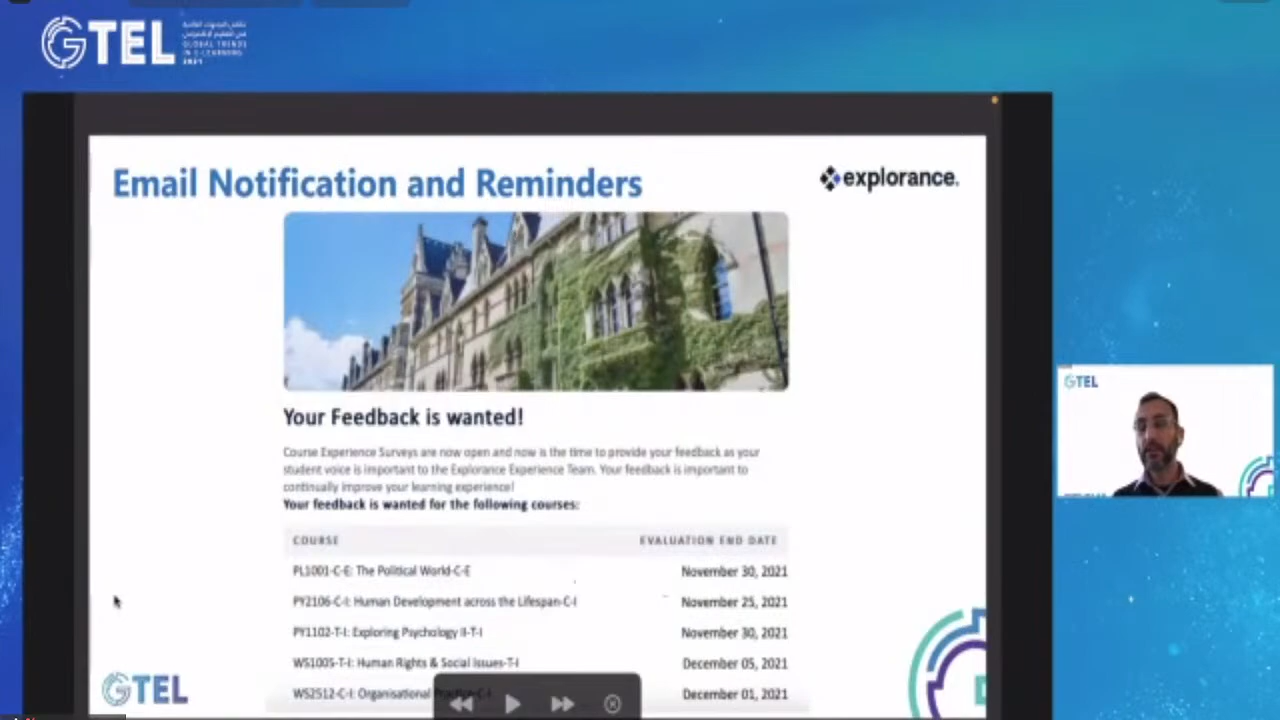 GTEL
GLOBAL TRENDS
IN E-LEARNING
2021
Email Notification and Reminders
explorance.
Your Feedback is wanted!
Course Experience Surveys are now open and now is the time to provide your feedback as your
student voice is important to the Explorance Experience Team. Your feedback is important to
continually improve your learning experience!
Your feedback is wanted for the following courses:
COURSE EVALUATION END DATE
PL1001-C-E: The Political World-C-E November 30, 2021
PY2106-C-I: Human Development across the Lifespan-C-I November 25, 2021
PY1102-T-I: Exploring Psychology II-T-I November 30, 2021
WS1005-T-I: Human Rights & Social Issues-T-I December 05, 2021
WS2512-C-I: Organisational Practice-C-I December 01, 2021
GTEL
GTEL